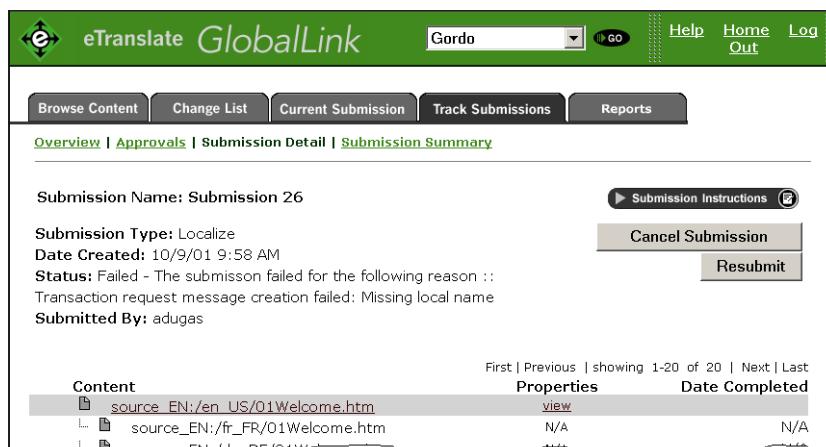 eTranslate GlobalLink Gordo GO Help Home Log
Out
Browse Content Change List Current Submission Track Submissions Reports
Overview | Approvals | Submission Detail | Submission Summary
Submission Name: Submission 26 Submission Instructions
Submission Type: Localize Cancel Submission
Date Created: 10/9/01 9:58 AM
Status: Failed - The submisson failed for the following reason :: Resubmit
Transaction request message creation failed: Missing local name
Submitted By: adugas
First | Previous | showing 1-20 of 20 | Next | Last
Content Properties Date Completed
source_EN:/en_US/01Welcome.htm view
source_EN:/fr_FR/01Welcome.htm N/A N/A